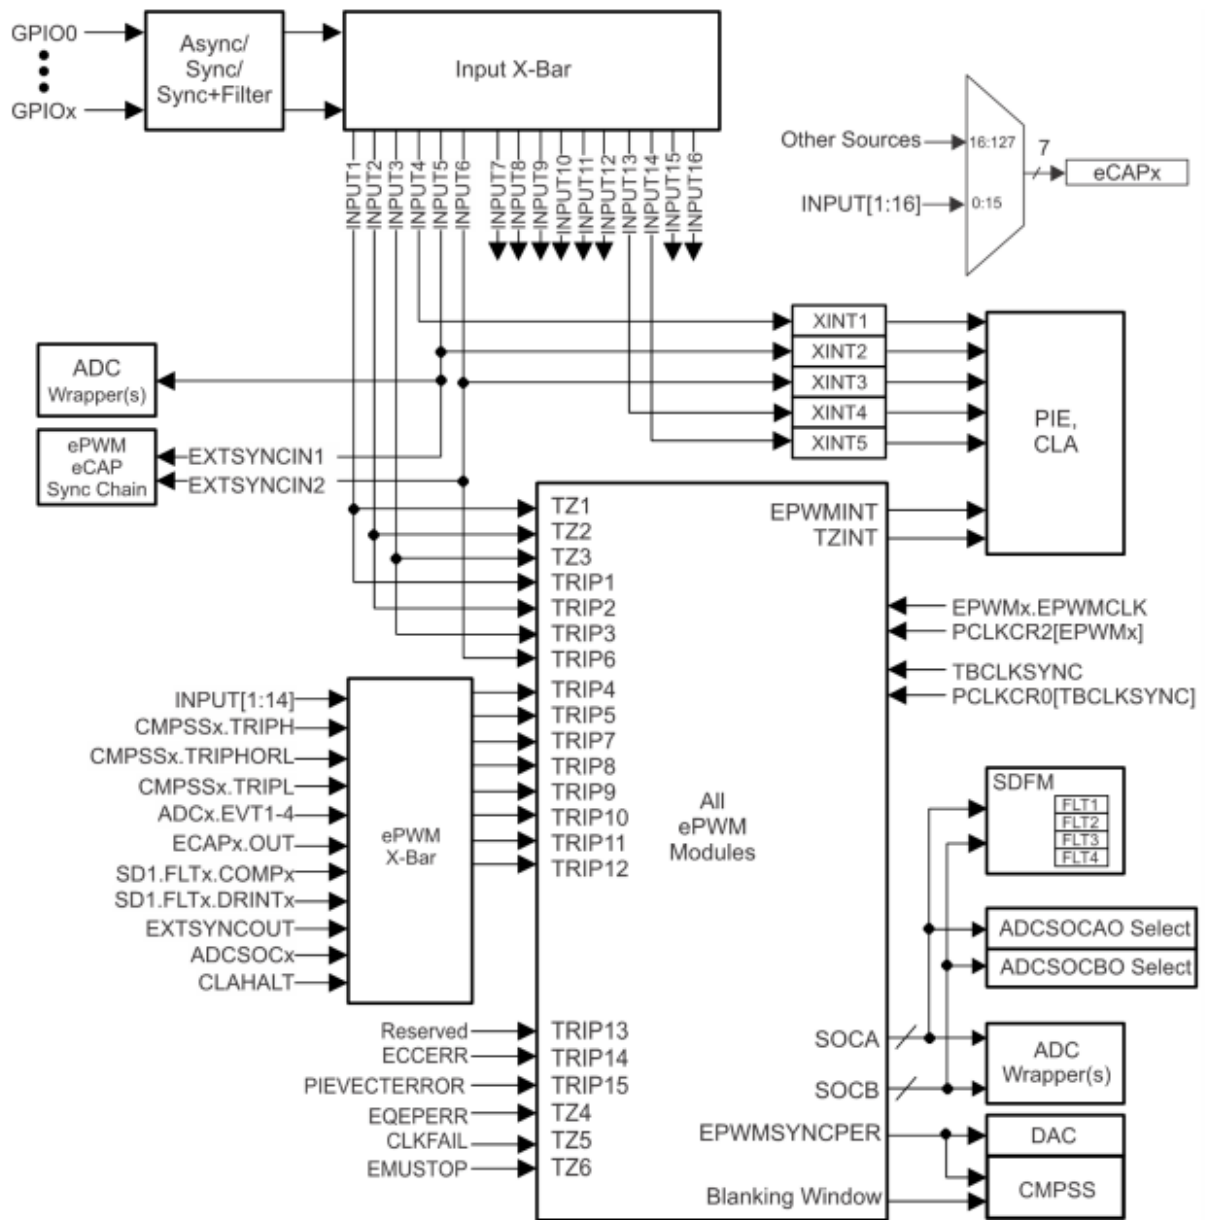 GPIO0
GPIOx
Async/
Sync/
Sync+Filter
Input X-Bar
INPUT1
INPUT2
INPUT3
INPUT4
INPUT5
INPUT6
INPUT7
INPUT8
INPUT9
INPUT10
INPUT11
INPUT12
INPUT13
INPUT14
INPUT15
INPUT16
Other Sources
INPUT[1:16]
16:127
0:15
7
eCAPx
XINT1
XINT2
XINT3
XINT4
XINT5
PIE,
CLA
ADC
Wrapper(s)
ePWM
eCAP
Sync Chain
EXTSYNCIN1
EXTSYNCIN2
TZ1
TZ2
TZ3
TRIP1
TRIP2
TRIP3
TRIP6
TRIP4
TRIP5
TRIP7
TRIP8
TRIP9
TRIP10
TRIP11
TRIP12
TRIP13
TRIP14
TRIP15
TZ4
TZ5
TZ6
INPUT[1:14]
CMPSSx.TRIPH
CMPSSx.TRIPHORL
CMPSSx.TRIPL
ADCx.EVT1-4
ECAPx.OUT
SD1.FLTx.COMPx
SD1.FLTx.DRINTx
EXTSYNCOUT
ADCSOCx
CLAHALT
ePWM
X-Bar
Reserved
ECCERR
PIEVECTERROR
EQEPERR
CLKFAIL
EMUSTOP
All
ePWM
Modules
EPWMINT
TZINT
EPWMx.EPWMCLK
PCLKCR2[EPWMx]
TBCLKSYNC
PCLKCR0[TBCLKSYNC]
SDFM
FLT1
FLT2
FLT3
FLT4
ADCSOCAO Select
ADCSOCBO Select
SOCA
SOCB
ADC
Wrapper(s)
EPWMSYNCPER
DAC
Blanking Window
CMPSS